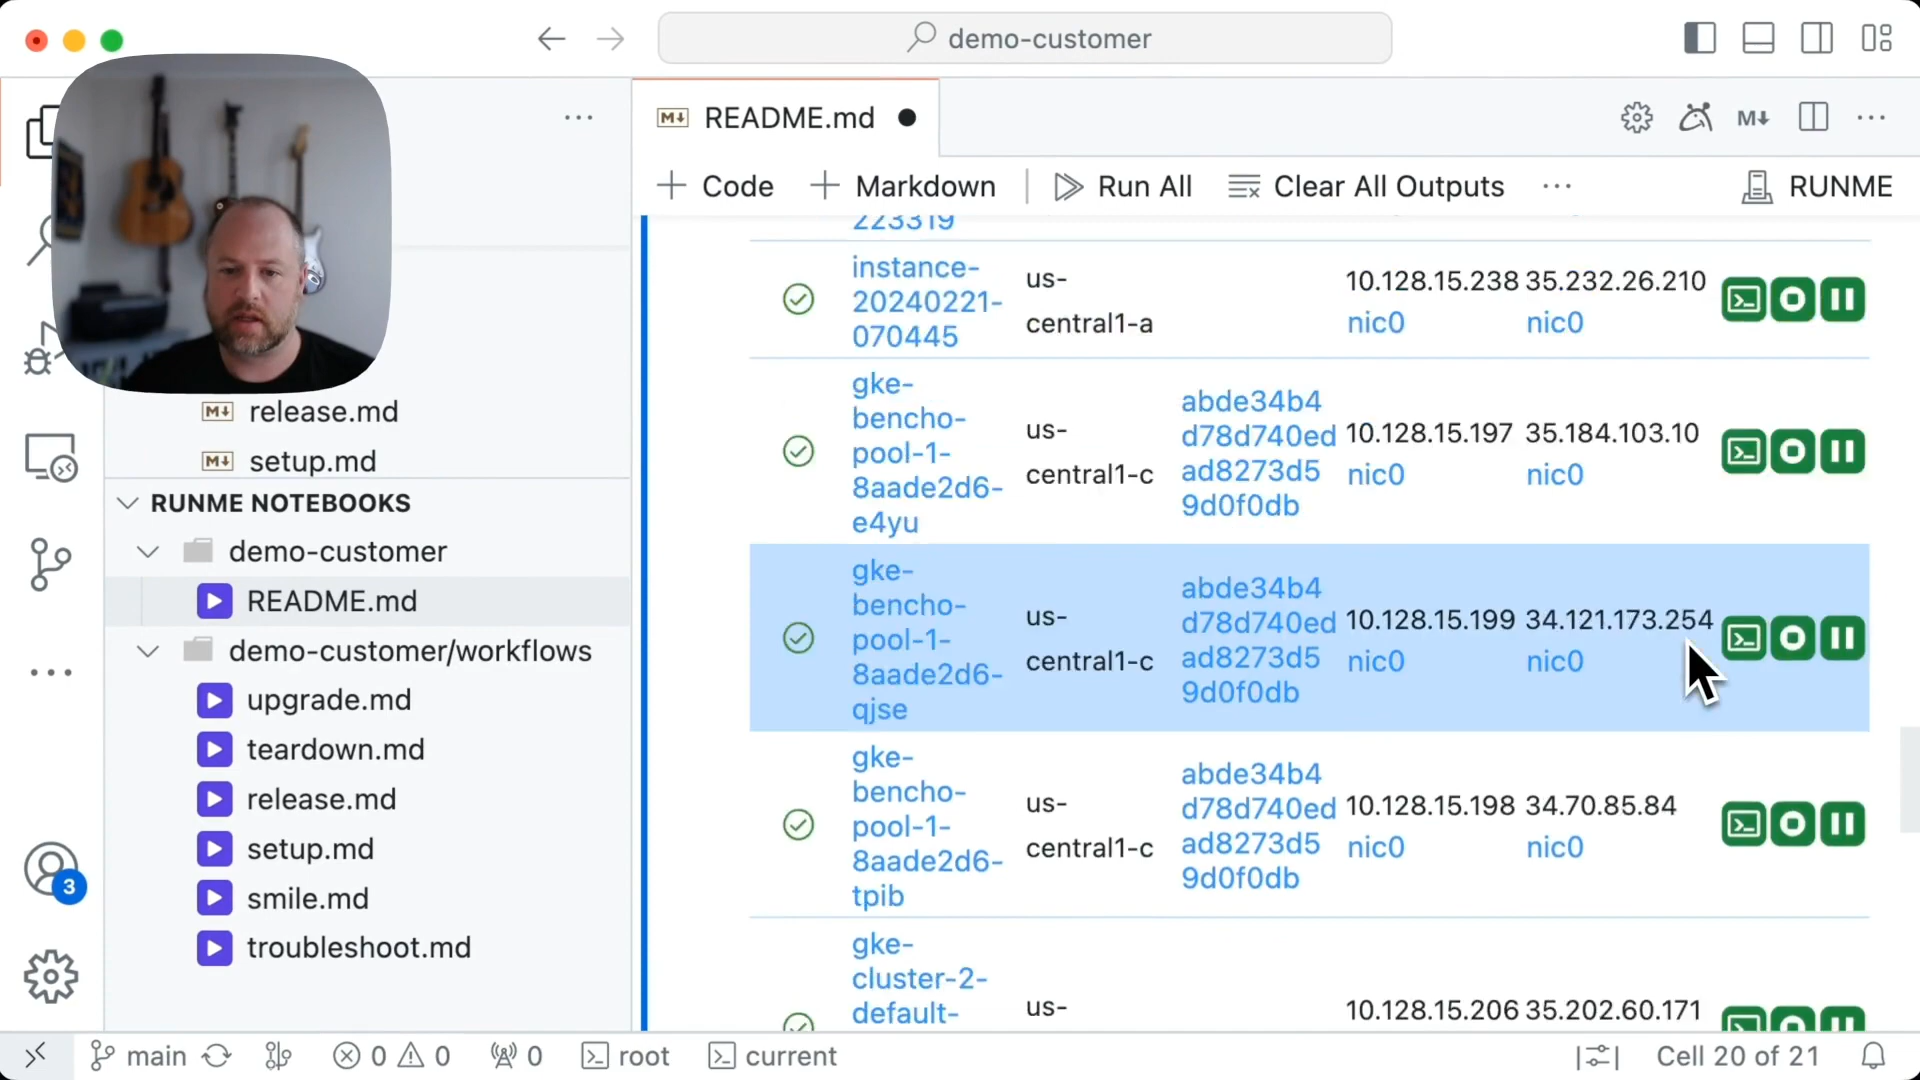 demo-customer
README.md
Code
Markdown
Run All
Clear All Outputs
RUNME
release.md
setup.md
RUNME NOTEBOOKS
demo-customer
README.md
demo-customer/workflows
upgrade.md
teardown.md
release.md
setup.md
smile.md
troubleshoot.md
223319
instance-
20240221-
070445
us-
central1-a
10.128.15.238
nic0
35.232.26.210
nic0
gke-
bencho-
pool-1-
8aade2d6-
e4yu
us-
central1-c
abde34b4
d78d740ed
ad8273d5
9d0f0db
10.128.15.197
nic0
35.184.103.10
nic0
gke-
bencho-
pool-1-
8aade2d6-
qjse
us-
central1-c
abde34b4
d78d740ed
ad8273d5
9d0f0db
10.128.15.199
nic0
34.121.173.254
nic0
gke-
bencho-
pool-1-
8aade2d6-
tpib
us-
central1-c
abde34b4
d78d740ed
ad8273d5
9d0f0db
10.128.15.198
nic0
34.70.85.84
nic0
gke-
cluster-2-
default-
us-
10.128.15.206
35.202.60.171
3
main
0
0
0
root
current
Cell 20 of 21